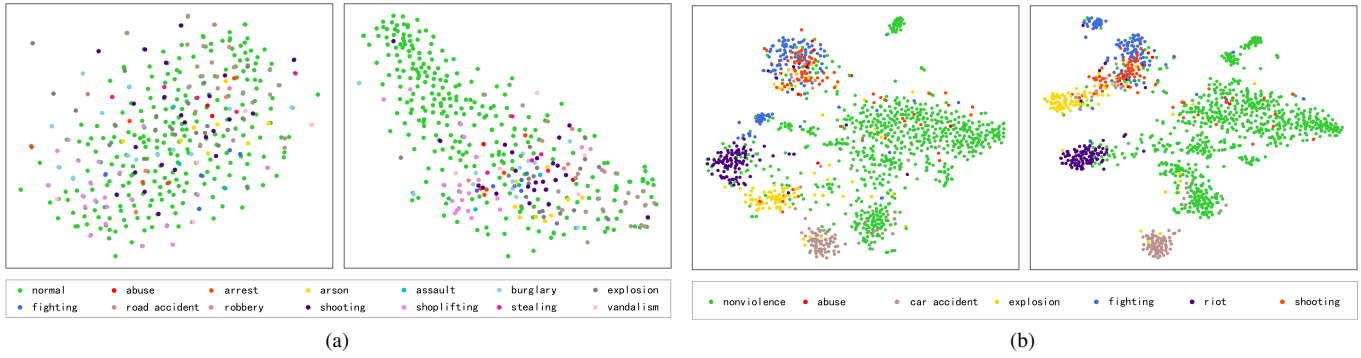 normal abuse arrest arson assault burglary explosion
fighting road accident robbery shooting shoplifting stealing vandalism
nonviolence abuse car accident explosion fighting riot shooting
(a) (b)